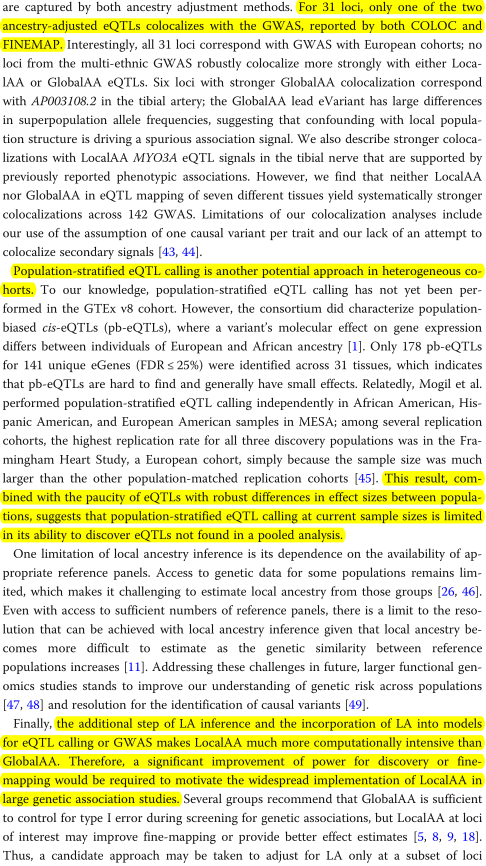 are captured by both ancestry adjustment methods. For 31 loci, only one of the two
ancestry-adjusted eQTLs colocalizes with the GWAS, reported by both COLOC and
FINEMAP. Interestingly, all 31 loci correspond with GWAS with European cohorts; no
loci from the multi-ethnic GWAS robustly colocalize more strongly with either Loca-
lAA or GlobalAA eQTLs. Six loci with stronger GlobalAA colocalization correspond
with AP003108.2 in the tibial artery; the GlobalAA lead eVariant has large differences
in superpopulation allele frequencies, suggesting that confounding with local popula-
tion structure is driving a spurious association signal. We also describe stronger coloca-
lizations with LocalAA MYO3A eQTL signals in the tibial nerve that are supported by
previously reported phenotypic associations. However, we find that neither LocalAA
nor GlobalAA in eQTL mapping of seven different tissues yield systematically stronger
colocalizations across 142 GWAS. Limitations of our colocalization analyses include
our use of the assumption of one causal variant per trait and our lack of an attempt to
colocalize secondary signals [43, 44].
Population-stratified eQTL calling is another potential approach in heterogeneous co-
horts. To our knowledge, population-stratified eQTL calling has not yet been per-
formed in the GTEx v8 cohort. However, the consortium did characterize population-
biased cis-eQTLs (pb-eQTLs), where a variant's molecular effect on gene expression
differs between individuals of European and African ancestry [1]. Only 178 pb-eQTLs
for 141 unique eGenes (FDR ≤ 25%) were identified across 31 tissues, which indicates
that pb-eQTLs are hard to find and generally have small effects. Relatedly, Mogil et al.
performed population-stratified eQTL calling independently in African American, His-
panic American, and European American samples in MESA; among several replication
cohorts, the highest replication rate for all three discovery populations was in the Fra-
mingham Heart Study, a European cohort, simply because the sample size was much
larger than the other population-matched replication cohorts [45]. This result, com-
bined with the paucity of eQTLs with robust differences in effect sizes between popula-
tions, suggests that population-stratified eQTL calling at current sample sizes is limited
in its ability to discover eQTLs not found in a pooled analysis.
One limitation of local ancestry inference is its dependence on the availability of ap-
propriate reference panels. Access to genetic data for some populations remains lim-
ited, which makes it challenging to estimate local ancestry from those groups [26, 46].
Even with access to sufficient numbers of reference panels, there is a limit to the reso-
lution that can be achieved with local ancestry inference given that local ancestry be-
comes more difficult to estimate as the genetic similarity between reference
populations increases [11]. Addressing these challenges in future, larger functional gen-
omics studies stands to improve our understanding of genetic risk across populations
[47, 48] and resolution for the identification of causal variants [49].
Finally, the additional step of LA inference and the incorporation of LA into models
for eQTL calling or GWAS makes LocalAA much more computationally intensive than
GlobalAA. Therefore, a significant improvement of power for discovery or fine-
mapping would be required to motivate the widespread implementation of LocalAA in
large genetic association studies. Several groups recommend that GlobalAA is sufficient
to control for type I error during screening for genetic associations, but LocalAA at loci
of interest may improve fine-mapping or provide better effect estimates [5, 8, 9, 18].
Thus, a candidate approach may be taken to adjust for LA only at a subset of loci